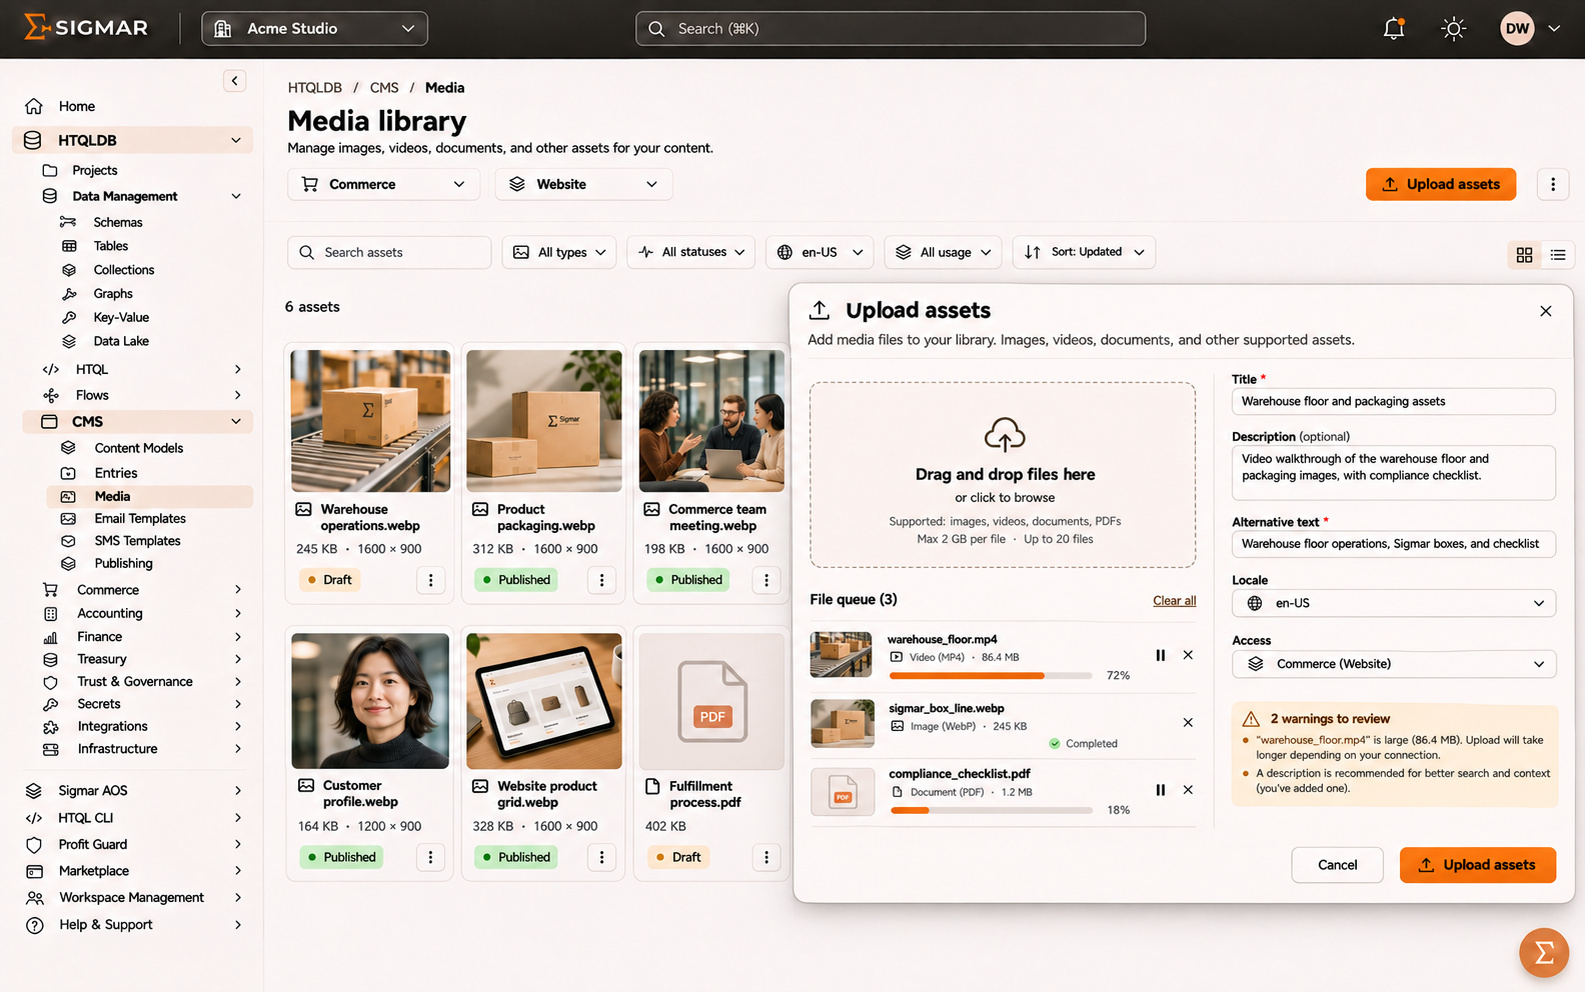 SIGMAR
Acme Studio
Search (⌘K)
DW
Home
HTQLDB
Projects
Data Management
Schemas
Tables
Collections
Graphs
Key-Value
Data Lake
HTQL
Flows
CMS
Content Models
Entries
Media
Email Templates
SMS Templates
Publishing
Commerce
Accounting
Finance
Treasury
Trust & Governance
Secrets
Integrations
Infrastructure
Sigmar AOS
HTQL CLI
Profit Guard
Marketplace
Workspace Management
Help & Support
HTQLDB / CMS / Media
Media library
Manage images, videos, documents, and other assets for your content.
Commerce
Website
Upload assets
Search assets
All types
All statuses
en-US
All usage
Sort: Updated
6 assets
Warehouse
operations.webp
245 KB • 1600 × 900
Draft
Sigmar
Product
packaging.webp
312 KB • 1600 × 900
Published
Commerce team
meeting.webp
198 KB • 1600 × 900
Published
Customer
profile.webp
164 KB • 1200 × 900
Published
Website product
grid.webp
328 KB • 1600 × 900
Published
PDF
Fulfillment
process.pdf
402 KB
Draft
Upload assets
Add media files to your library. Images, videos, documents, and other supported assets.
Drag and drop files here
or click to browse
Supported: images, videos, documents, PDFs
Max 2 GB per file · Up to 20 files
File queue (3)
Clear all
warehouse_floor.mp4
Video (MP4) • 86.4 MB
72%
sigmar_box_line.webp
Image (WebP) • 245 KB
Completed
PDF
compliance_checklist.pdf
Document (PDF) • 1.2 MB
18%
Title *
Warehouse floor and packaging assets
Description (optional)
Video walkthrough of the warehouse floor and
packaging images, with compliance checklist.
Alternative text *
Warehouse floor operations, Sigmar boxes, and checklist
Locale
en-US
Access
Commerce (Website)
2 warnings to review
• "warehouse_floor.mp4" is large (86.4 MB). Upload will take
longer depending on your connection.
• A description is recommended for better search and context
(you've added one).
Cancel
Upload assets